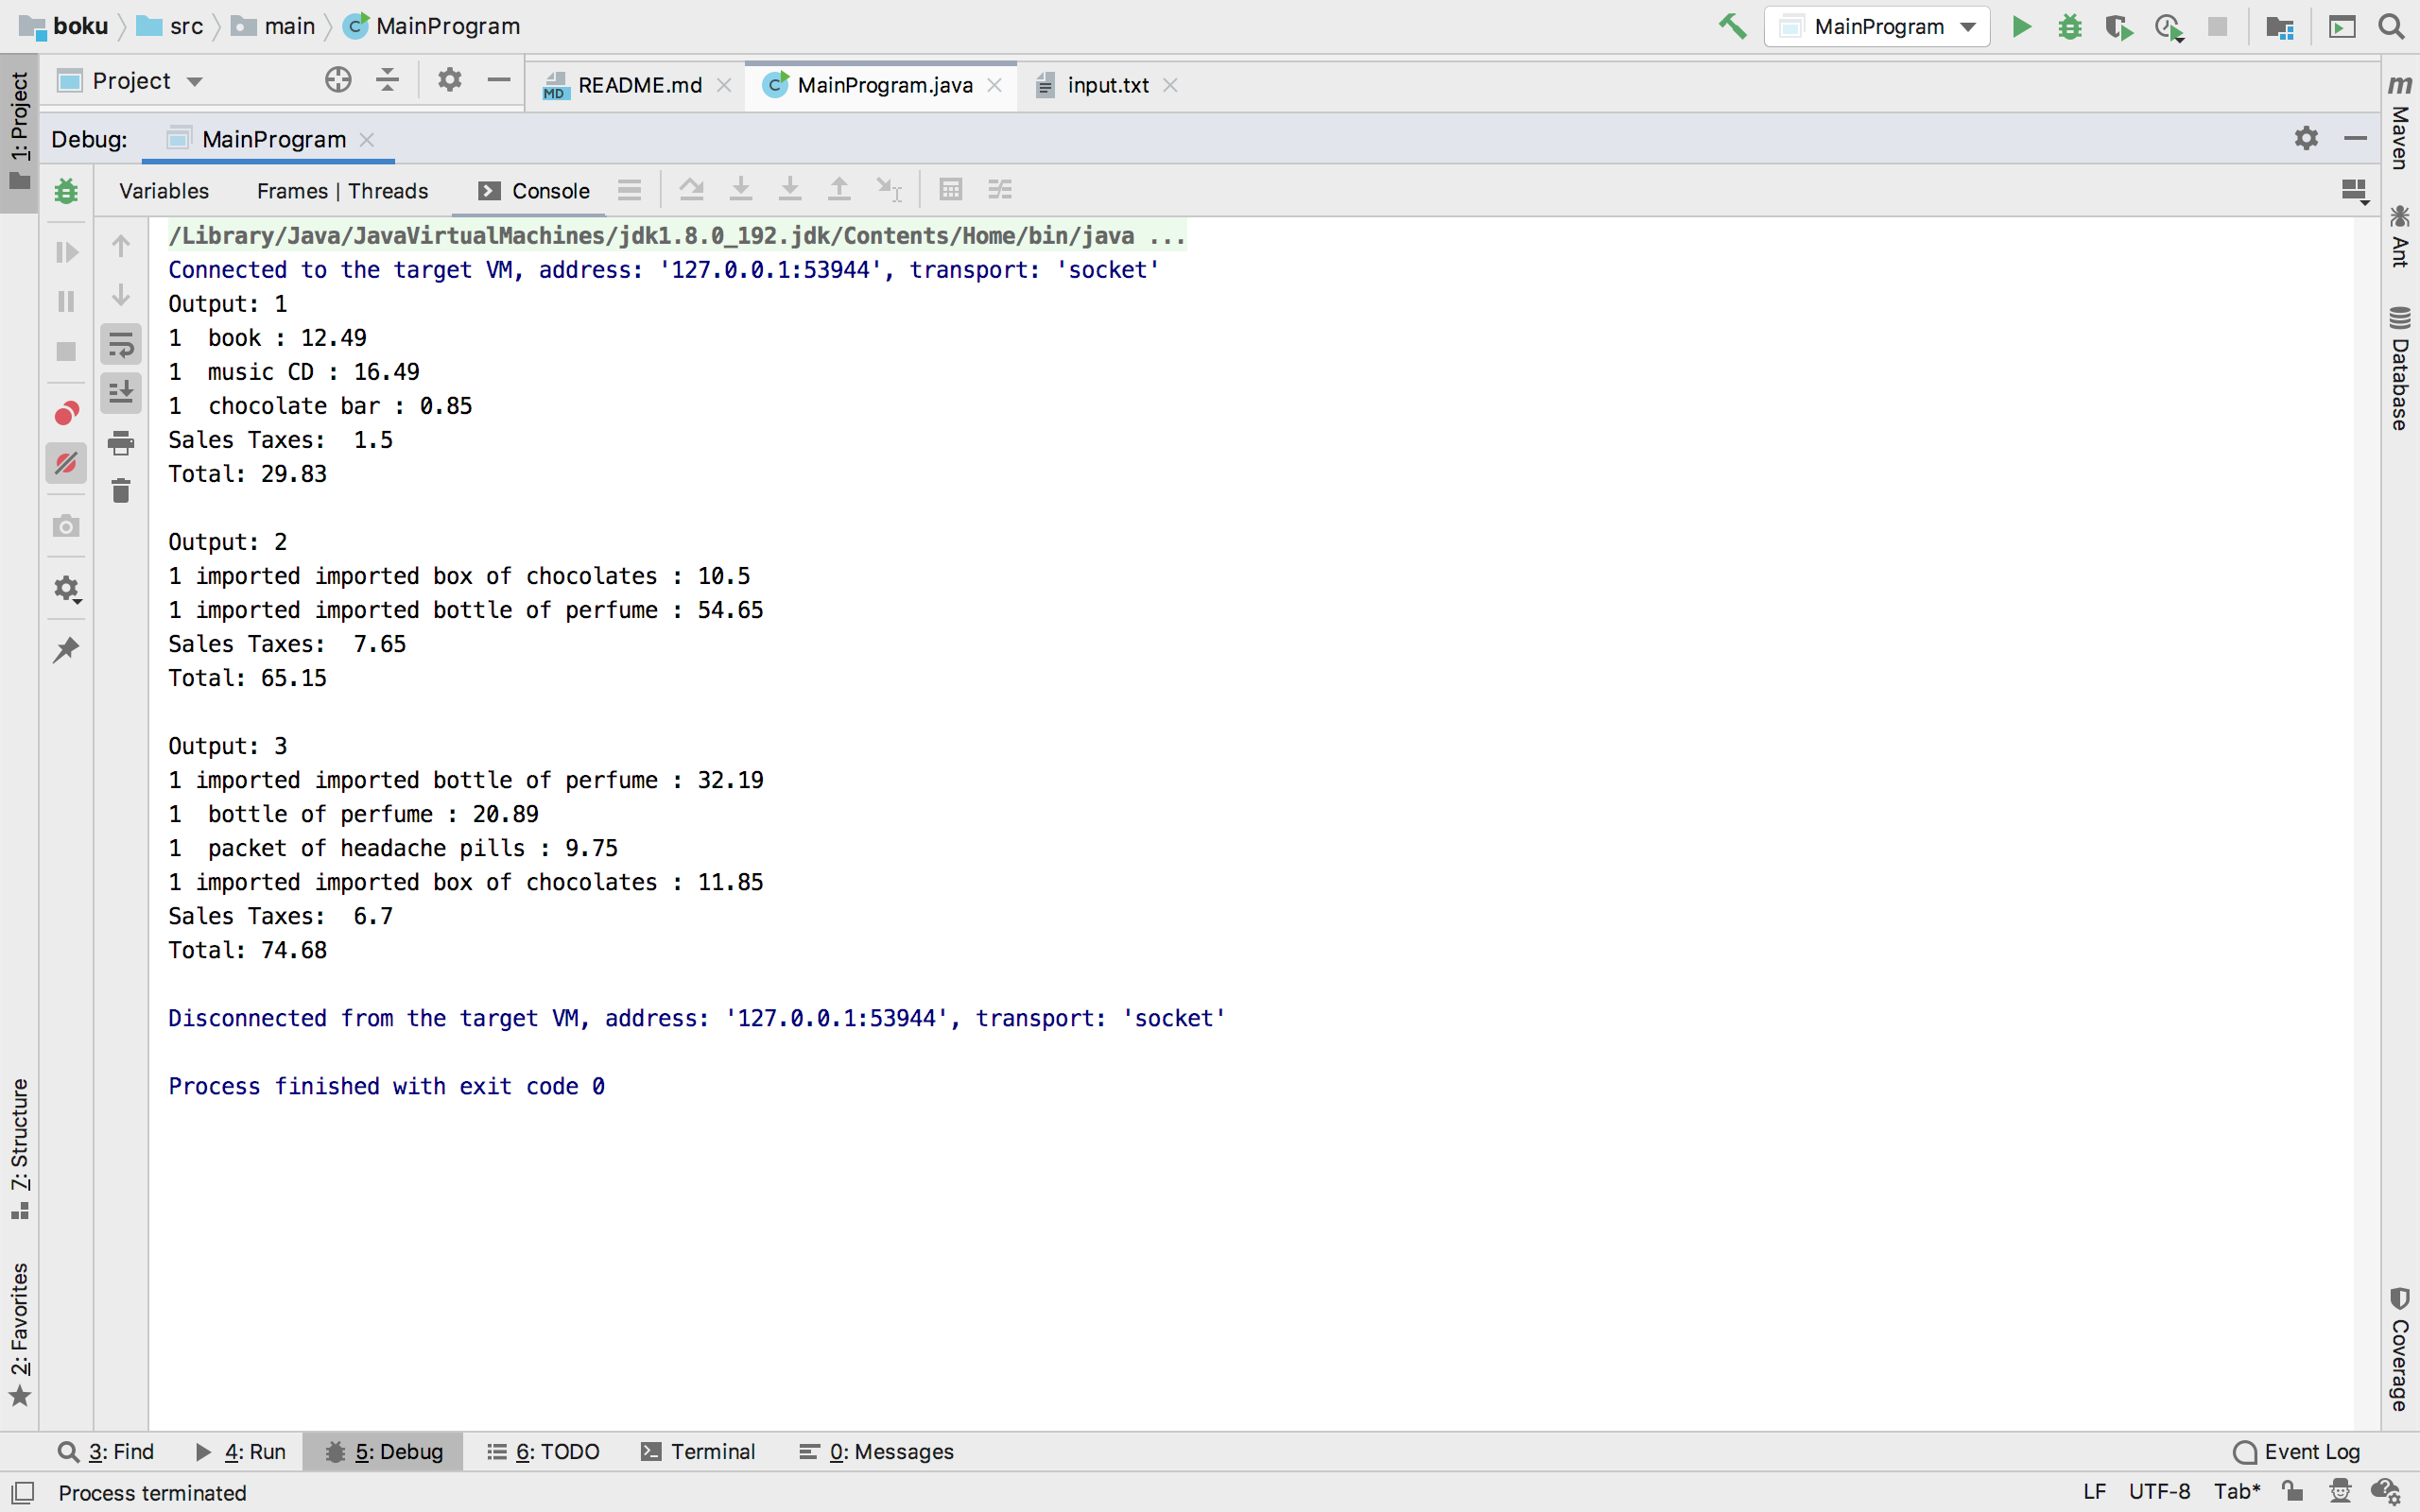 boku src main MainProgram MainProgram
Project README.md MainProgram.java input.txt
Debug: MainProgram
Variables Frames | Threads Console
/Library/Java/JavaVirtualMachines/jdk1.8.0_192.jdk/Contents/Home/bin/java ...
Connected to the target VM, address: '127.0.0.1:53944', transport: 'socket'
Output: 1
1  book : 12.49
1  music CD : 16.49
1  chocolate bar : 0.85
Sales Taxes:  1.5
Total: 29.83
Output: 2
1 imported imported box of chocolates : 10.5
1 imported imported bottle of perfume : 54.65
Sales Taxes:  7.65
Total: 65.15
Output: 3
1 imported imported bottle of perfume : 32.19
1  bottle of perfume : 20.89
1  packet of headache pills : 9.75
1 imported imported box of chocolates : 11.85
Sales Taxes:  6.7
Total: 74.68
Disconnected from the target VM, address: '127.0.0.1:53944', transport: 'socket'
Process finished with exit code 0
1: Project
7: Structure
2: Favorites
m Maven
Ant
Database
Coverage
3: Find 4: Run 5: Debug 6: TODO Terminal 0: Messages Event Log
Process terminated LF UTF-8 Tab*